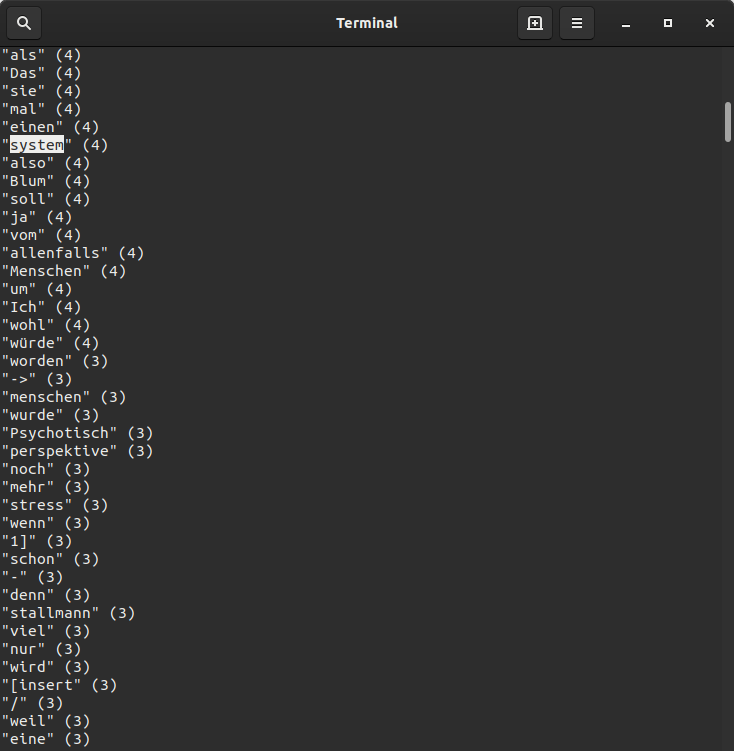 Terminal
"als" (4)
"Das" (4)
"sie" (4)
"mal" (4)
"einen" (4)
"system" (4)
"also" (4)
"Blum" (4)
"soll" (4)
"ja" (4)
"vom" (4)
"allenfalls" (4)
"Menschen" (4)
"um" (4)
"Ich" (4)
"wohl" (4)
"würde" (4)
"worden" (3)
"->" (3)
"menschen" (3)
"wurde" (3)
"Psychotisch" (3)
"perspektive" (3)
"noch" (3)
"mehr" (3)
"stress" (3)
"wenn" (3)
"1]" (3)
"schon" (3)
"-" (3)
"denn" (3)
"stallmann" (3)
"viel" (3)
"nur" (3)
"wird" (3)
"[insert" (3)
"/" (3)
"weil" (3)
"eine" (3)